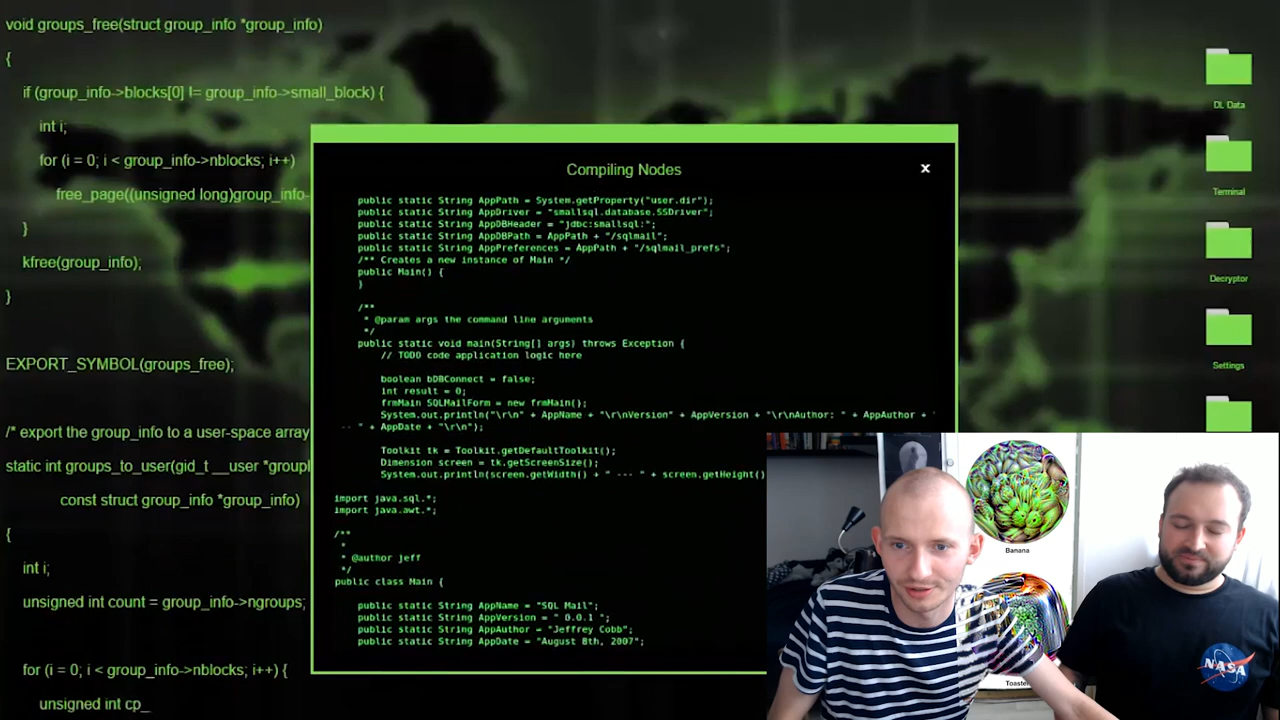 void groups_free(struct group_info *group_info)
{
if (group_info->blocks[0] != group_info->small_block) {
int i;
for (i = 0; i < group_info->nblocks; i++)
free_page((unsigned long)group_info-
}
kfree(group_info);
}
EXPORT_SYMBOL(groups_free);
/* export the group_info to a user-space array
static int groups_to_user(gid_t __user *groupl
const struct group_info *group_info)
{
int i;
unsigned int count = group_info->ngroups;
for (i = 0; i < group_info->nblocks; i++) {
unsigned int cp_
Compiling Nodes
x
public static String AppPath = System.getProperty("user.dir");
public static String AppDriver = "smallsql.database.SSDriver";
public static String AppDBHeader = "jdbc:smallsql:";
public static String AppDBPath = AppPath + "/sqlmail";
public static String AppPreferences = AppPath + "/sqlmail_prefs";
/** Creates a new instance of Main */
public Main() {
}
/**
* @param args the command line arguments
*/
public static void main(String[] args) throws Exception {
// TODO code application logic here
boolean bDBConnect = false;
int result = 0;
frmMain SQLMailForm = new frmMain();
System.out.println("\r\n" + AppName + "\r\nVersion" + AppVersion + "\r\nAuthor: " + AppAuthor + "
-- " + AppDate + "\r\n");
Toolkit tk = Toolkit.getDefaultToolkit();
Dimension screen = tk.getScreenSize();
System.out.println(screen.getWidth() + " --- " + screen.getHeight()
import java.sql.*;
import java.awt.*;
/**
*
* @author jeff
*/
public class Main {
public static String AppName = "SQL Mail";
public static String AppVersion = " 0.0.1 ";
public static String AppAuthor = "Jeffrey Cobb";
public static String AppDate = "August 8th, 2007";
DL Data
Terminal
Decryptor
Settings
Banana
Toaster
NASA